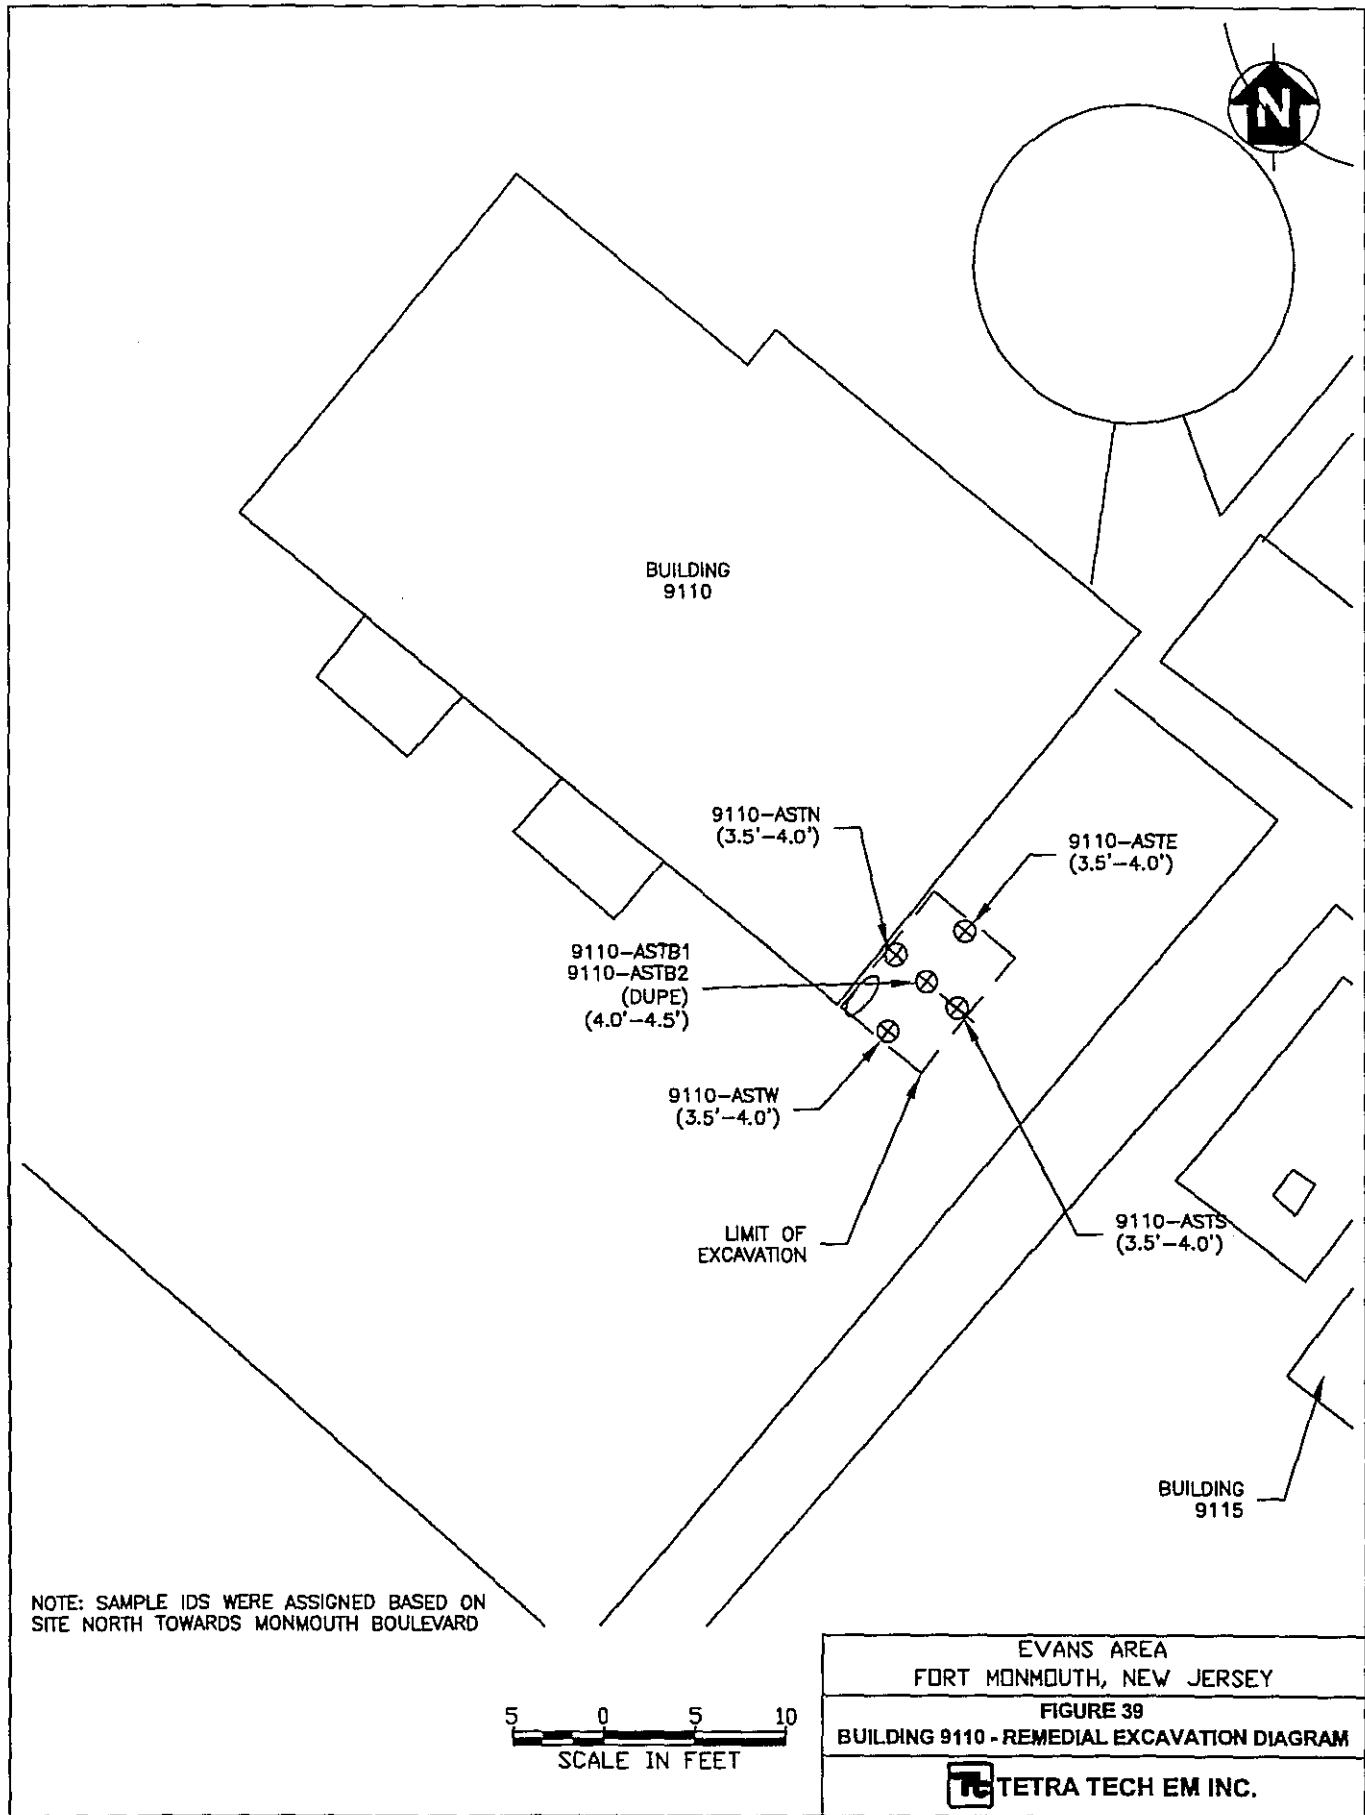 N
BUILDING
9110
9110-ASTN
(3.5'-4.0')
9110-ASTE
(3.5'-4.0')
9110-ASTB1
9110-ASTB2
(DUPE)
(4.0'-4.5')
9110-ASTW
(3.5'-4.0')
LIMIT OF
EXCAVATION
9110-ASTS
(3.5'-4.0')
BUILDING
9115
NOTE: SAMPLE IDS WERE ASSIGNED BASED ON
SITE NORTH TOWARDS MONMOUTH BOULEVARD
5 0 5 10
SCALE IN FEET
EVANS AREA
FORT MONMOUTH, NEW JERSEY
FIGURE 39
BUILDING 9110 - REMEDIAL EXCAVATION DIAGRAM
Tt TETRA TECH EM INC.